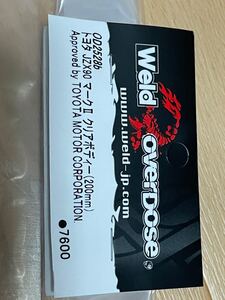 OD2528b
トヨタ JZX90 マークⅡ クリアボディー(200mm)
Approved by TOYOTA MOTOR CORPORATION
●7600
Weld
OVERDOSE
www.weld-jp.com